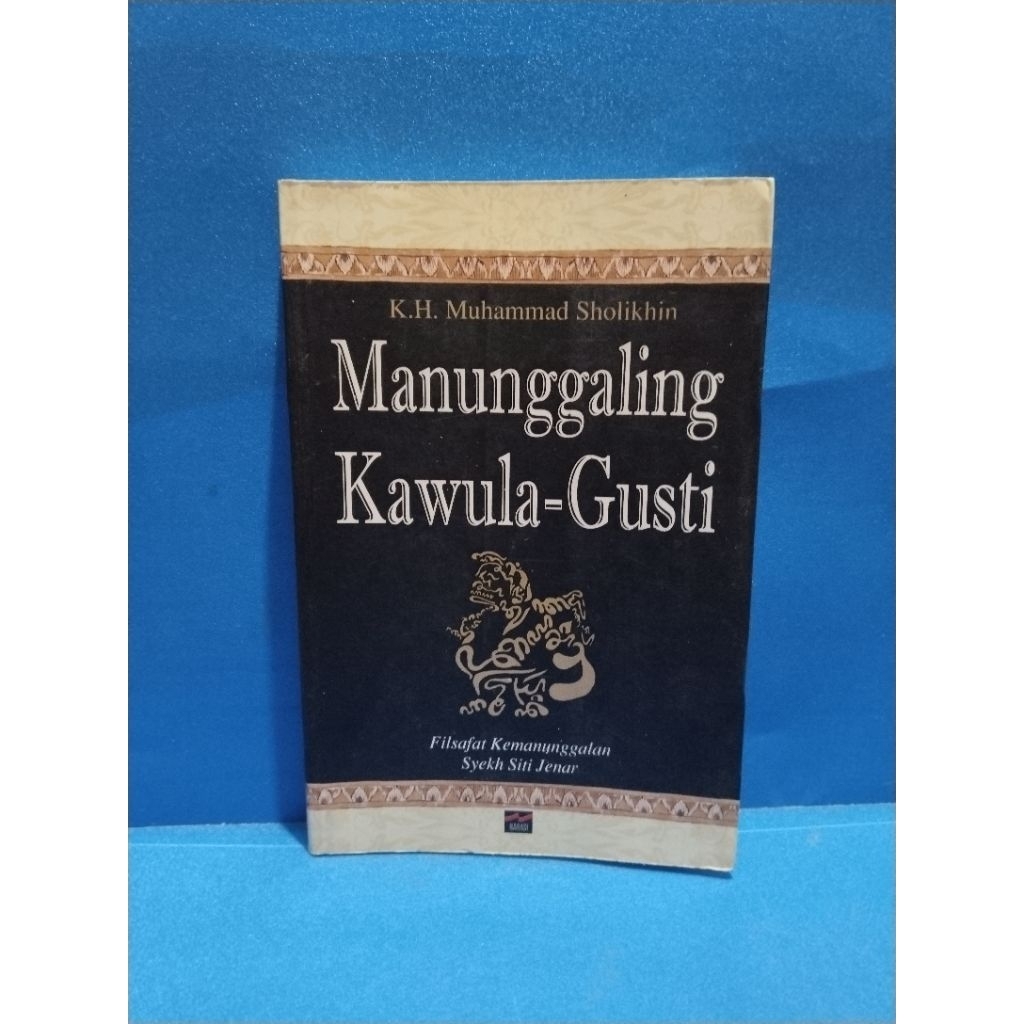 K.H. Muhammad Sholikhin
Manunggaling
Kawula-Gusti
Filsafat Kemanunggalan
Syekh Siti Jenar